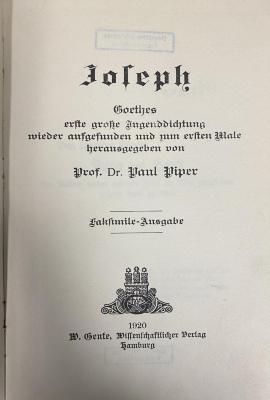 Joseph
Goethes
erste große Jugenddichtung
wieder aufgefunden und zum ersten Male
herausgegeben von
Prof. Dr. Paul Piper
Faksimile-Ausgabe
1920
W. Gente, Wissenschaftlicher Verlag
Hamburg